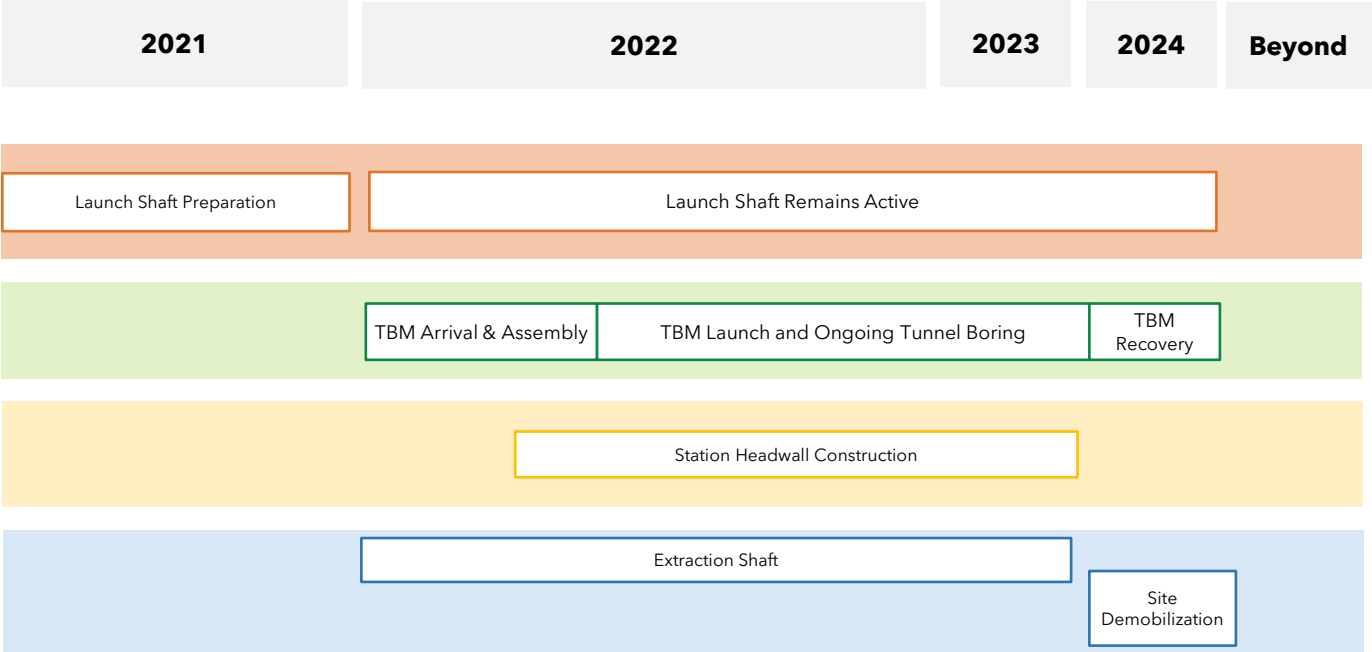 2021
2022
2023
2024
Beyond
Launch Shaft Preparation
Launch Shaft Remains Active
TBM Arrival & Assembly
TBM Launch and Ongoing Tunnel Boring
TBM
Recovery
Station Headwall Construction
Extraction Shaft
Site
Demobilization